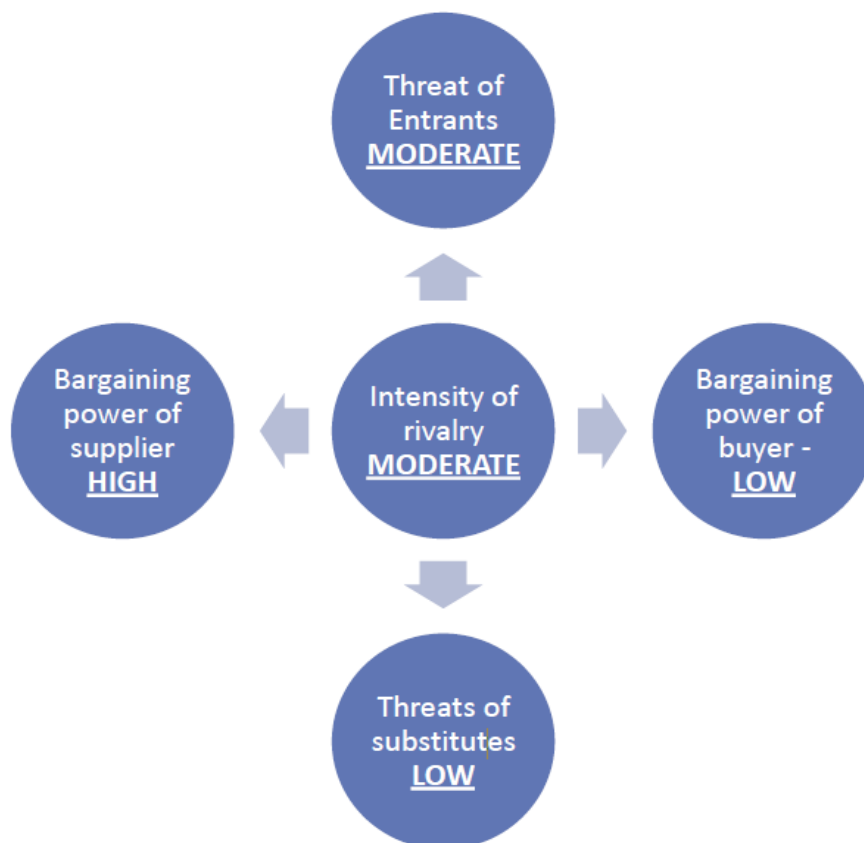 Threat of
Entrants
MODERATE
Bargaining
power of
supplier
HIGH
Intensity of
rivalry
MODERATE
Bargaining
power of
buyer -
LOW
Threats of
substitutes
LOW